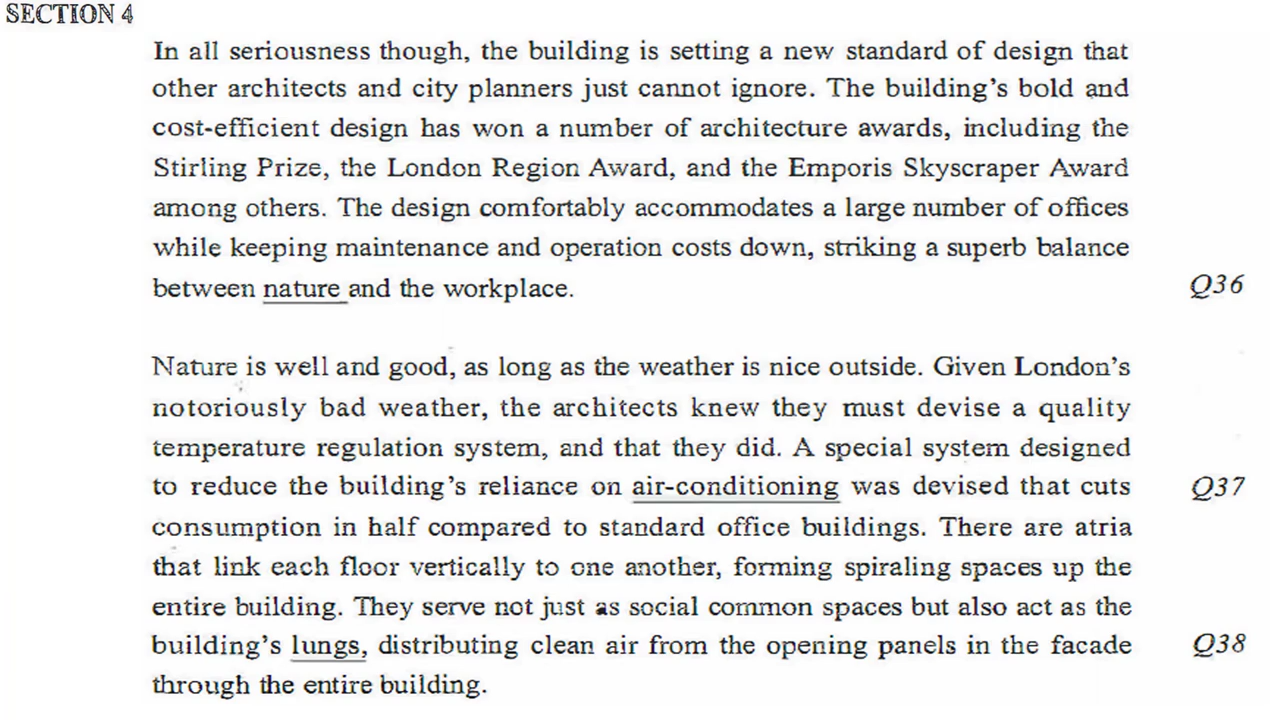 SECTION 4
In all seriousness though, the building is setting a new standard of design that
other architects and city planners just cannot ignore. The building's bold and
cost-efficient design has won a number of architecture awards, including the
Stirling Prize, the London Region Award, and the Emporis Skyscraper Award
among others. The design comfortably accommodates a large number of offices
while keeping maintenance and operation costs down, striking a superb balance
between nature and the workplace. Q36
Nature is well and good, as long as the weather is nice outside. Given London's
notoriously bad weather, the architects knew they must devise a quality
temperature regulation system, and that they did. A special system designed
to reduce the building's reliance on air-conditioning was devised that cuts Q37
consumption in half compared to standard office buildings. There are atria
that link each floor vertically to one another, forming spiraling spaces up the
entire building. They serve not just as social common spaces but also act as the
building's lungs, distributing clean air from the opening panels in the facade Q38
through the entire building.